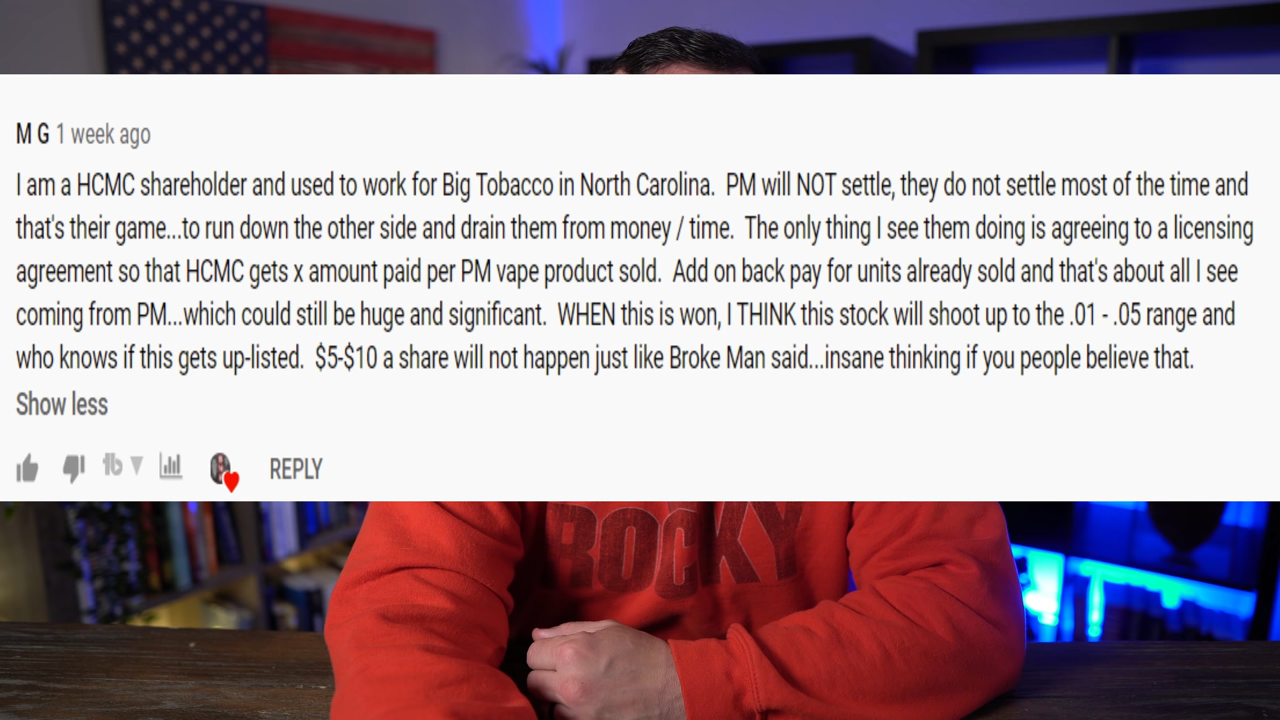 M G 1 week ago
I am a HCMC shareholder and used to work for Big Tobacco in North Carolina.  PM will NOT settle, they do not settle most of the time and
that's their game...to run down the other side and drain them from money / time.  The only thing I see them doing is agreeing to a licensing
agreement so that HCMC gets x amount paid per PM vape product sold.  Add on back pay for units already sold and that's about all I see
coming from PM...which could still be huge and significant.  WHEN this is won, I THINK this stock will shoot up to the .01 - .05 range and
who knows if this gets up-listed.  $5-$10 a share will not happen just like Broke Man said...insane thinking if you people believe that.
Show less
tb
REPLY
ROCKY